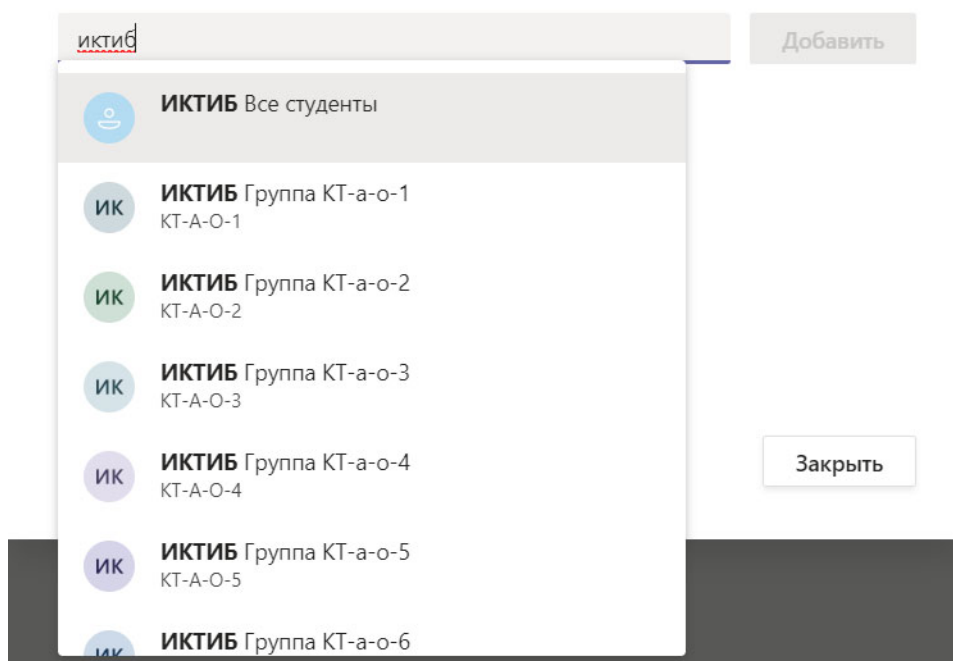 иктиб
Добавить
ИКТИБ Все студенты
ИК
ИКТИБ Группа КТ-а-о-1
КТ-А-О-1
ИК
ИКТИБ Группа КТ-а-о-2
КТ-А-О-2
ИК
ИКТИБ Группа КТ-а-о-3
КТ-А-О-3
ИК
ИКТИБ Группа КТ-а-о-4
КТ-А-О-4
Закрыть
ИК
ИКТИБ Группа КТ-а-о-5
КТ-А-О-5
ИК
ИКТИБ Группа КТ-а-о-6